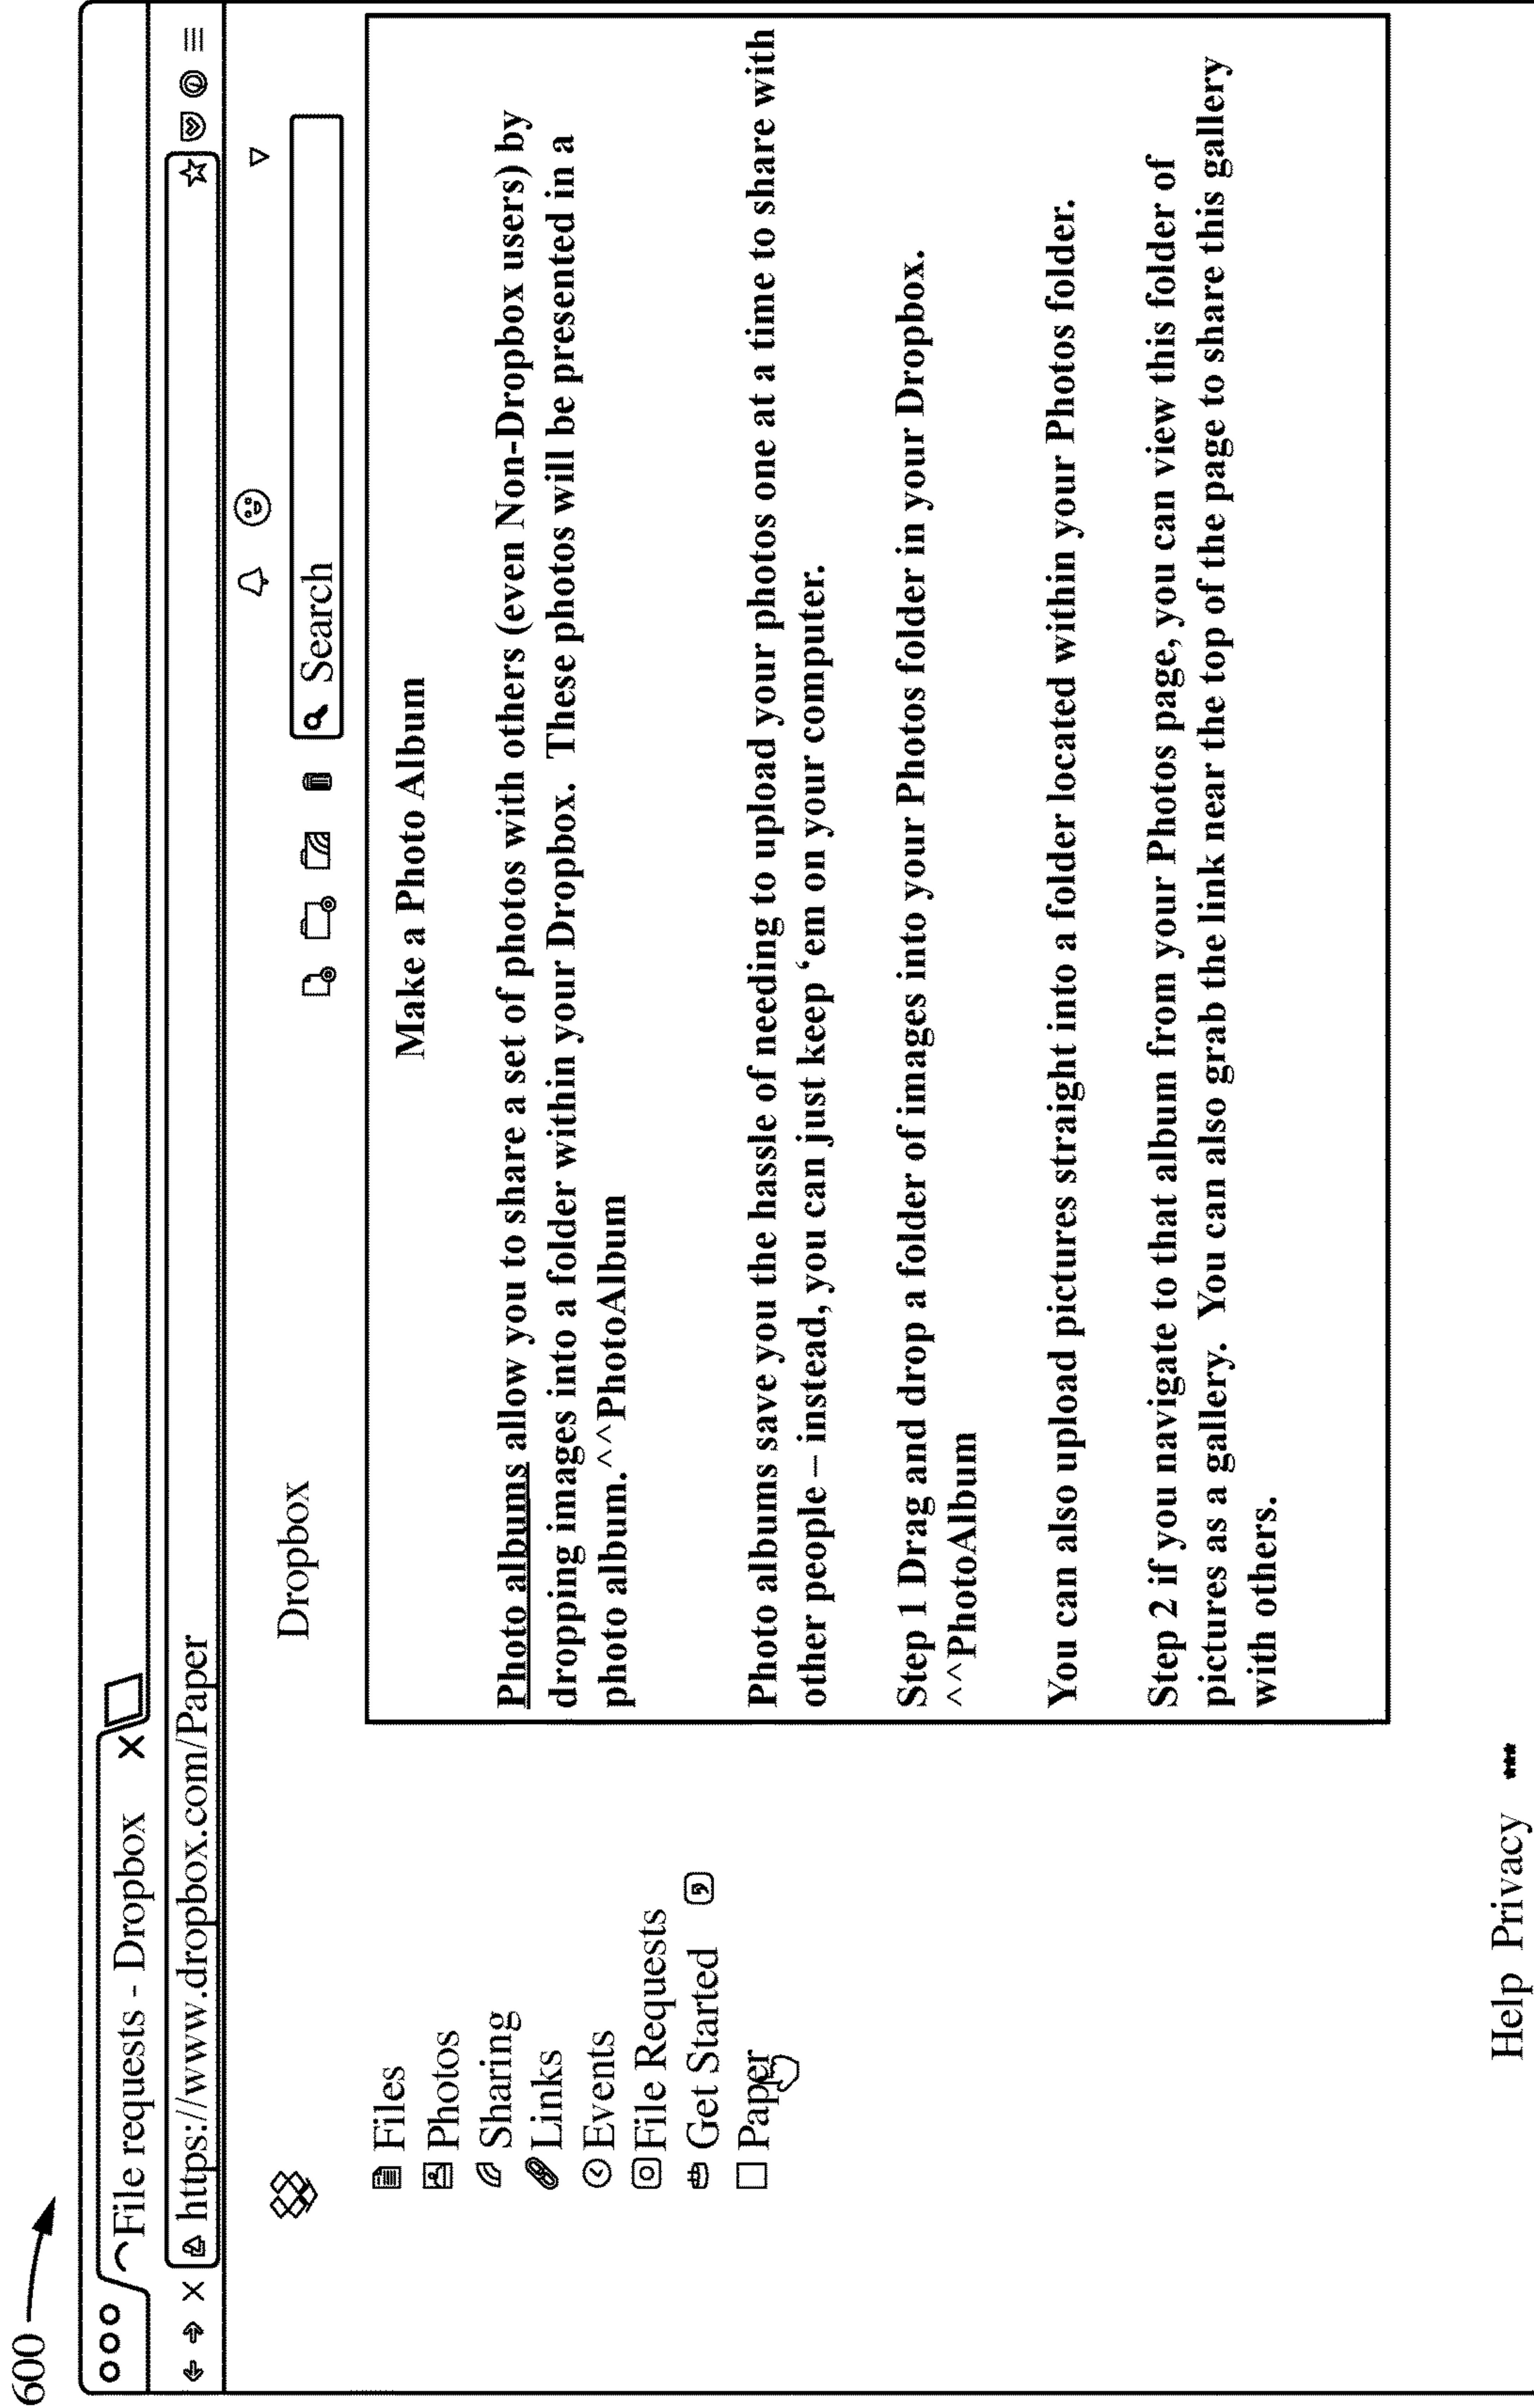 600
File requests - Dropbox X
https://www.dropbox.com/Paper
Dropbox
Search
Files
Photos
Sharing
Links
Events
File Requests
Get Started
Paper
Make a Photo Album
Photo albums allow you to share a set of photos with others (even Non-Dropbox users) by
dropping images into a folder within your Dropbox. These photos will be presented in a
photo album.^^PhotoAlbum
Photo albums save you the hassle of needing to upload your photos one at a time to share with
other people – instead, you can just keep ‘em on your computer.
Step 1 Drag and drop a folder of images into your Photos folder in your Dropbox.
^^PhotoAlbum
You can also upload pictures straight into a folder located within your Photos folder.
Step 2 if you navigate to that album from your Photos page, you can view this folder of
pictures as a gallery. You can also grab the link near the top of the page to share this gallery
with others.
Help Privacy